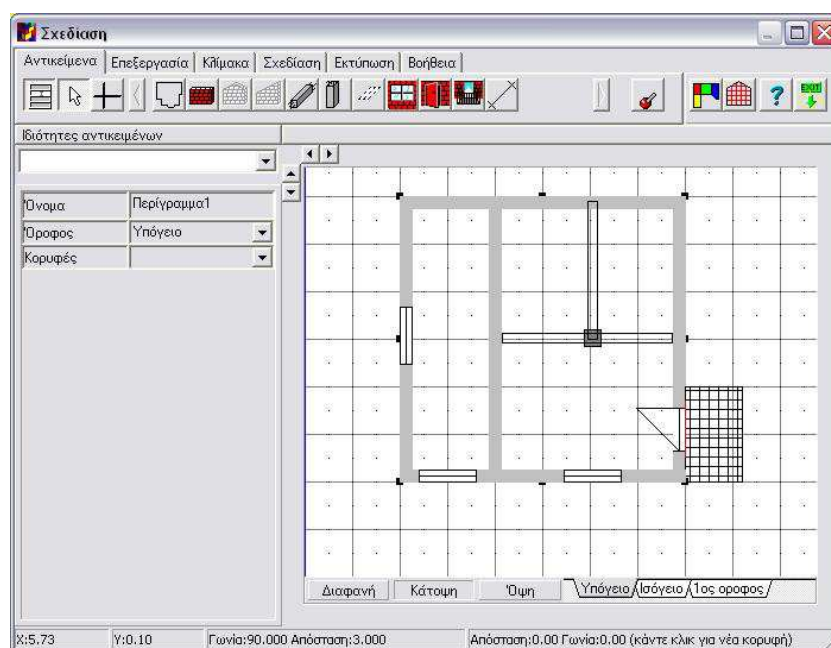 Σχεδίαση
Αντικείμενα Επεξεργασία Κλίμακα Σχεδίαση Εκτύπωση Βοήθεια
? EXIT
Ιδιότητες αντικειμένων
Όνομα Περίγραμμα1
Όροφος Υπόγειο
Κορυφές
Διαφανή Κάτοψη Όψη Υπόγειο Ισόγειο 1ος οροφος
X:5.73 Y:0.10 Γωνία:90.000 Απόσταση:3.000 Απόσταση:0.00 Γωνία:0.00 (κάντε κλικ για νέα κορυφή)